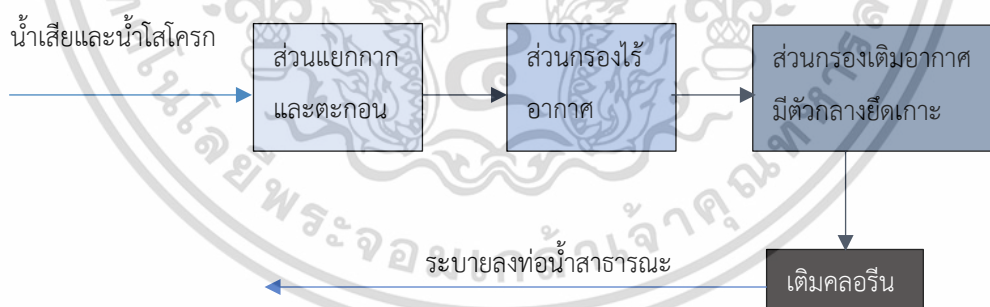 น้ำเสียและน้ำโสโครก
ส่วนแยกกาก
และตะกอน
ส่วนกรองไร้
อากาศ
ส่วนกรองเติมอากาศ
มีตัวกลางยึดเกาะ
เติมคลอรีน
ระบายลงท่อน้ำสาธารณะ